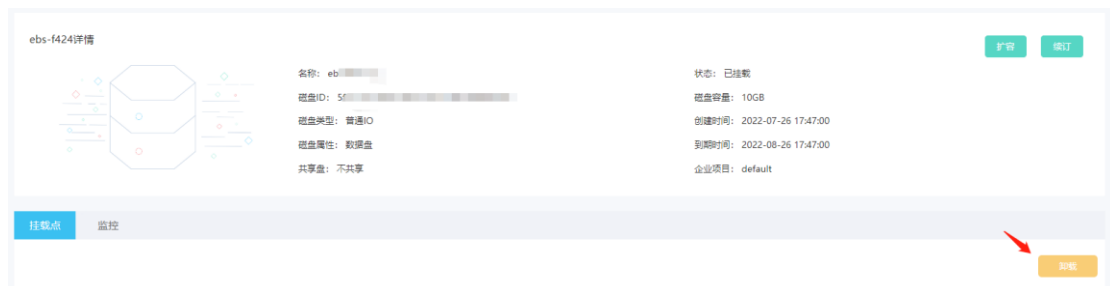 ebs-f424详情
扩容 续订
名称： eb
状态： 已挂载
磁盘ID： 5
磁盘容量： 10GB
磁盘类型： 普通IO
创建时间： 2022-07-26 17:47:00
磁盘属性： 数据盘
到期时间： 2022-08-26 17:47:00
共享盘： 不共享
企业项目： default
挂载点 监控
卸载